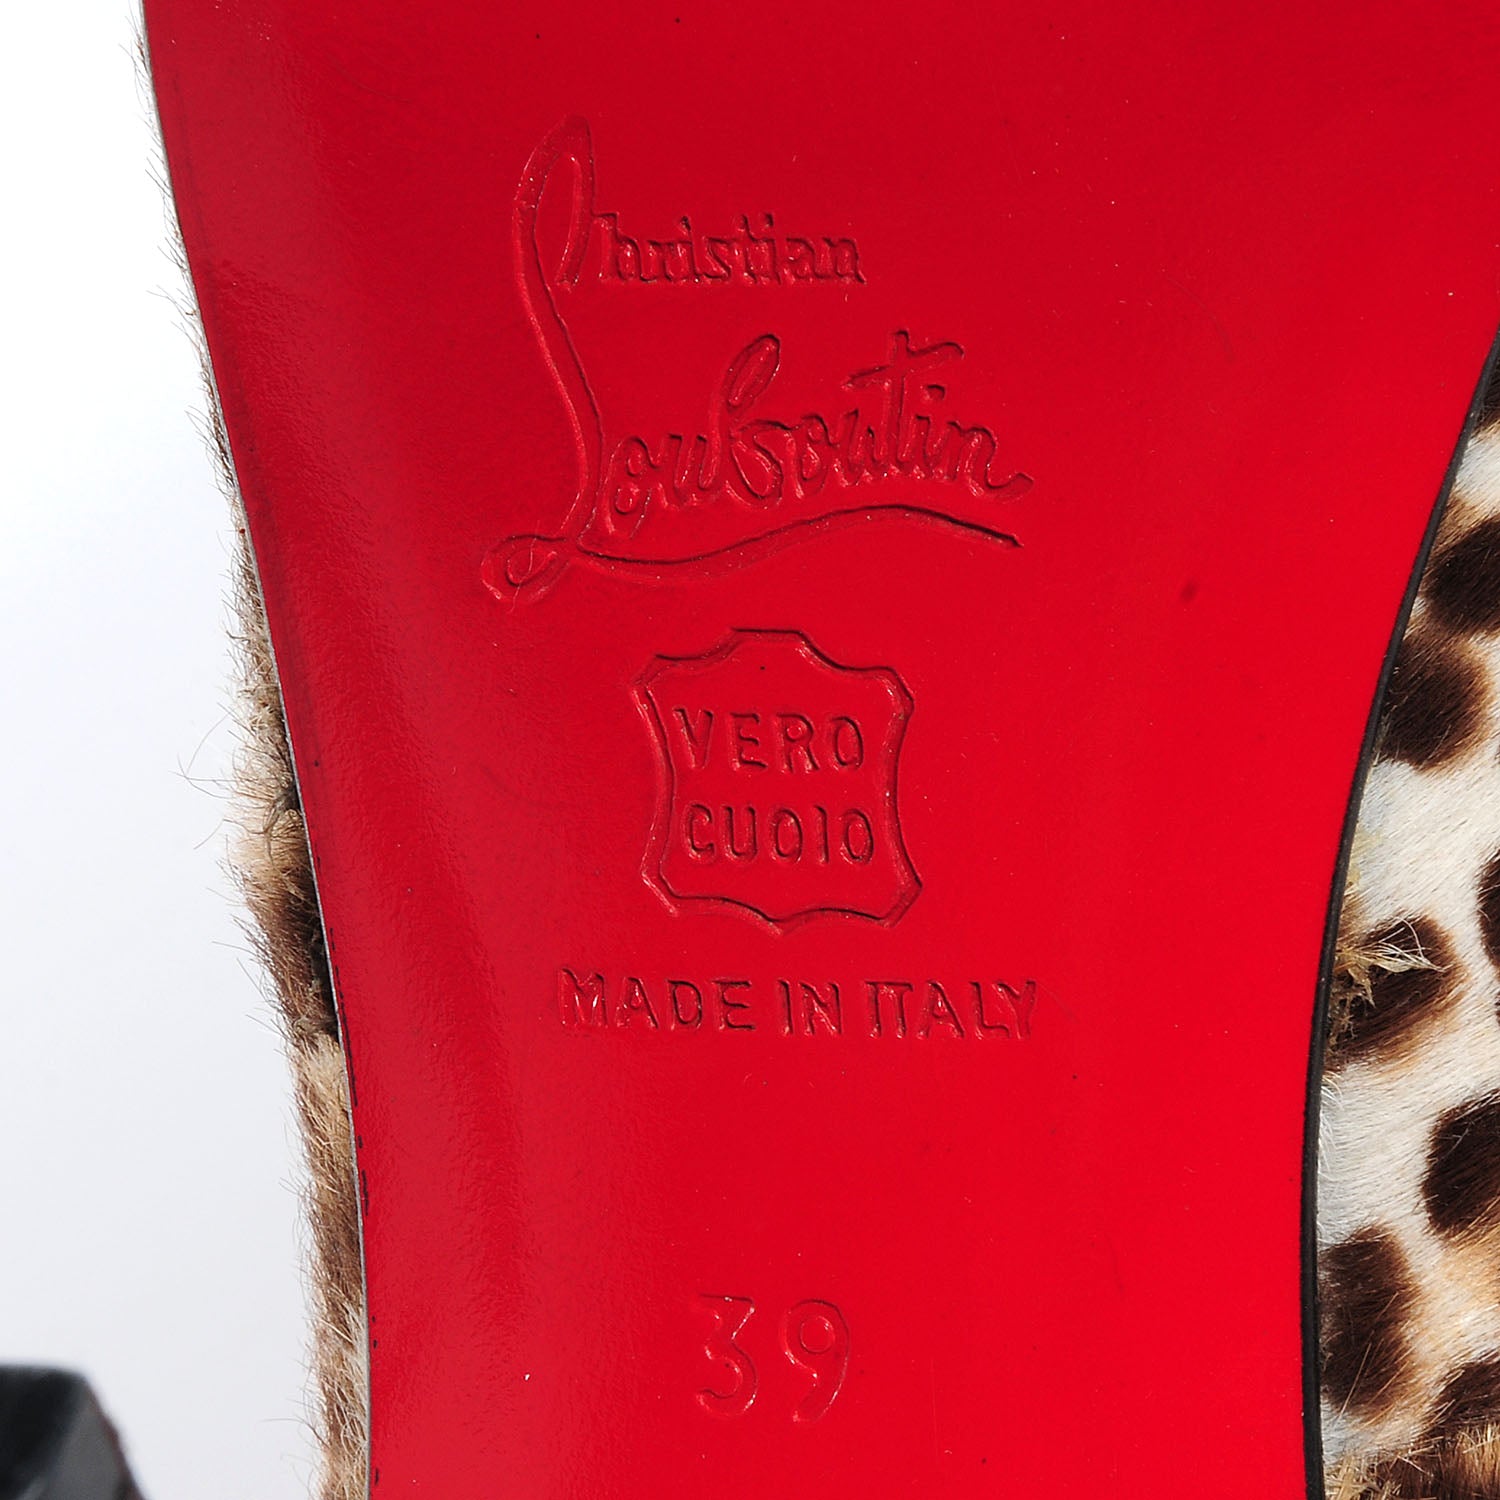 Christian
Louboutin
VERO
CUOIO
MADE IN ITALY
39